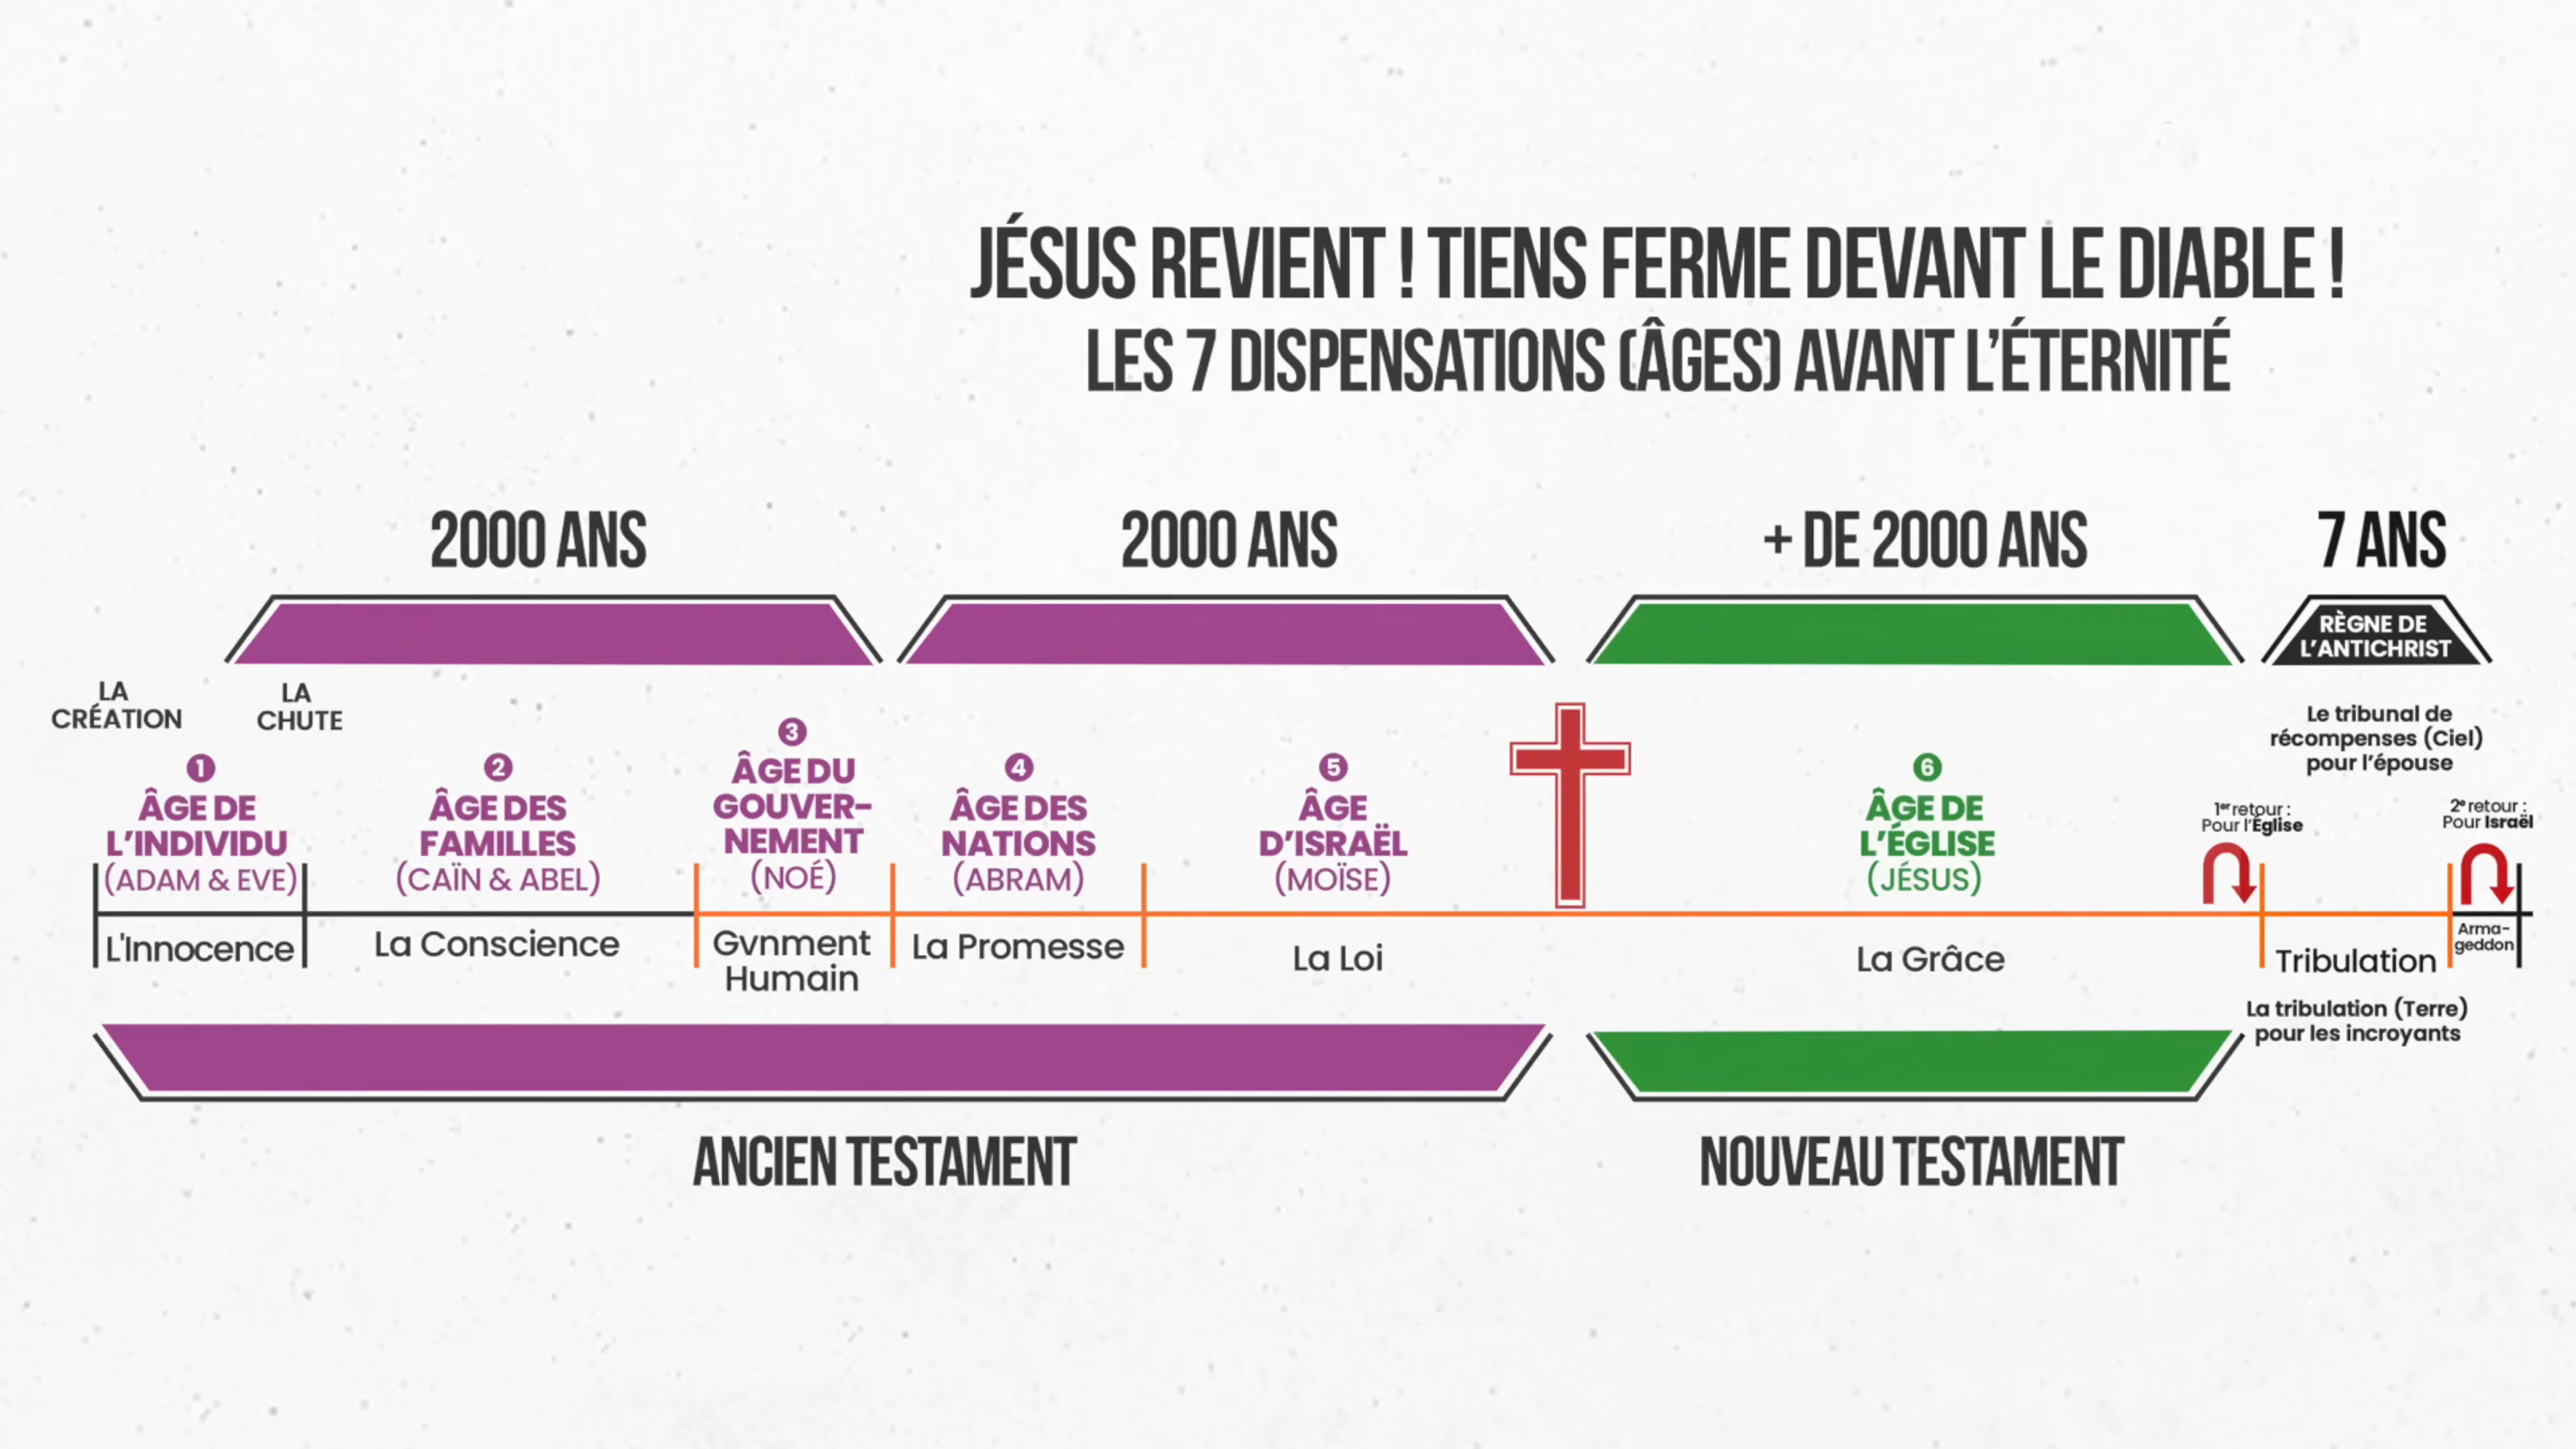 JÉSUS REVIENT ! TIENS FERME DEVANT LE DIABLE !
LES 7 DISPENSATIONS (ÂGES) AVANT L'ÉTERNITÉ
2000 ANS
2000 ANS
+ DE 2000 ANS
7 ANS
RÈGNE DE
L'ANTICHRIST
LA
CRÉATION
LA
CHUTE
Le tribunal de
récompenses (Ciel)
pour l'épouse
1
ÂGE DE
L'INDIVIDU
(ADAM & EVE)
2
ÂGE DES
FAMILLES
(CAÏN & ABEL)
3
ÂGE DU
GOUVER-
NEMENT
(NOÉ)
4
ÂGE DES
NATIONS
(ABRAM)
5
ÂGE
D'ISRAËL
(MOÏSE)
6
ÂGE DE
L'ÉGLISE
(JÉSUS)
1er retour :
Pour l'Église
2e retour :
Pour Israël
L'Innocence
La Conscience
Gvnment
Humain
La Promesse
La Loi
La Grâce
Tribulation
Arma-
geddon
La tribulation (Terre)
pour les incroyants
ANCIEN TESTAMENT
NOUVEAU TESTAMENT